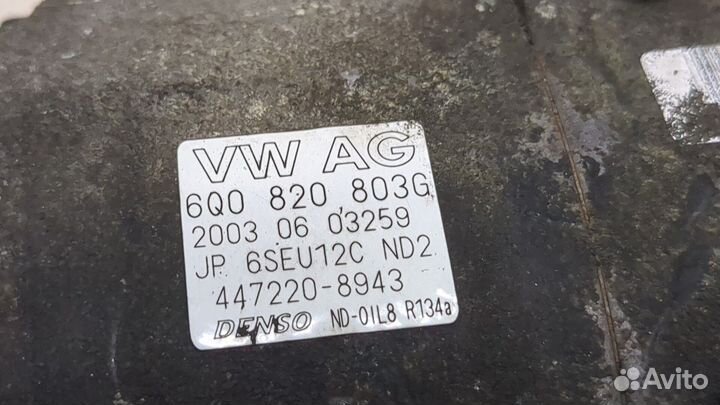 VW AG
6Q0 820 803G
2003 06 03259
JP 6SEU12C ND2
447220-8943
DENSO ND-OIL8 R134a
Avito